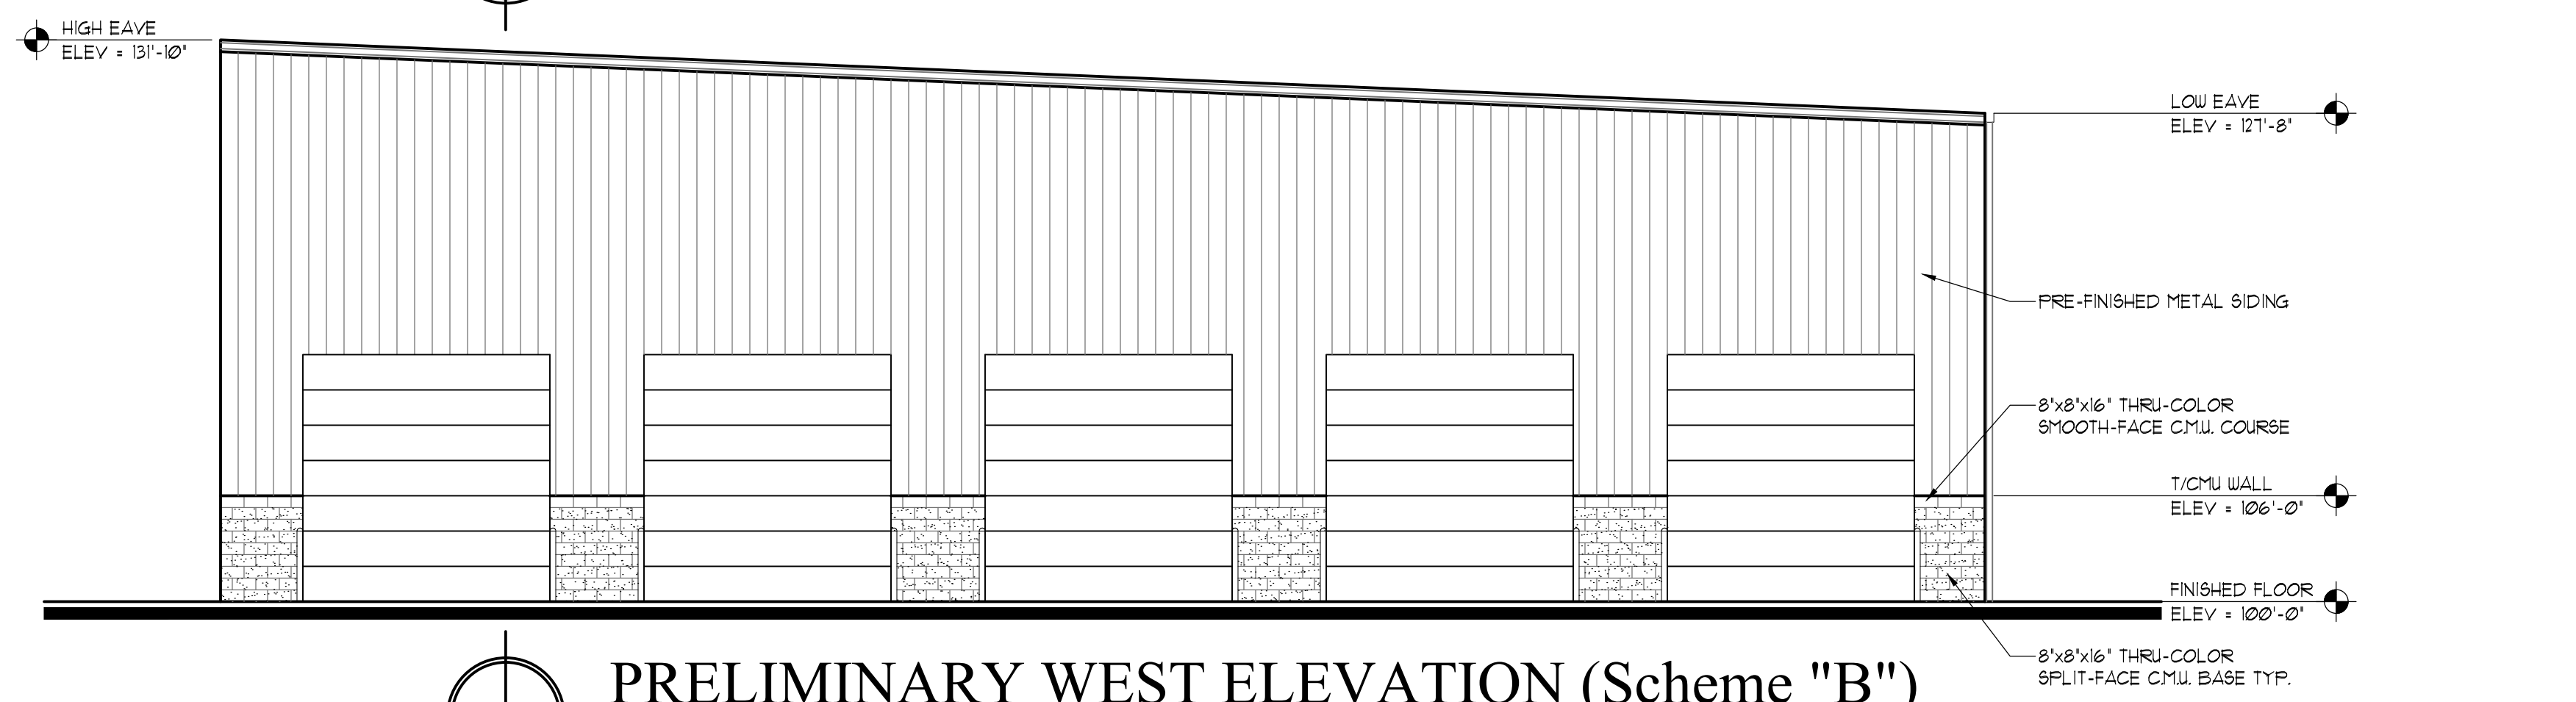 HIGH EAVE
ELEV = 131'-10"
LOW EAVE
ELEV = 127'-8"
PRE-FINISHED METAL SIDING
8"x8"x16" THRU-COLOR
SMOOTH-FACE C.M.U. COURSE
T/CMU WALL
ELEV = 106'-0"
FINISHED FLOOR
ELEV = 100'-0"
8"x8"x16" THRU-COLOR
SPLIT-FACE C.M.U. BASE TYP.
PRELIMINARY WEST ELEVATION (Scheme "B")